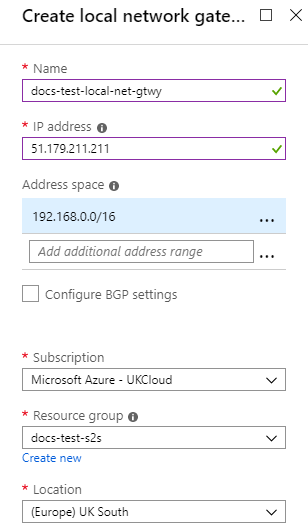 Create local network gate...
* Name
docs-test-local-net-gtwy
* IP address
51.179.211.211
Address space
192.168.0.0/16
...
Add additional address range
...
Configure BGP settings
* Subscription
Microsoft Azure - UKCloud
* Resource group
docs-test-s2s
Create new
* Location
(Europe) UK South